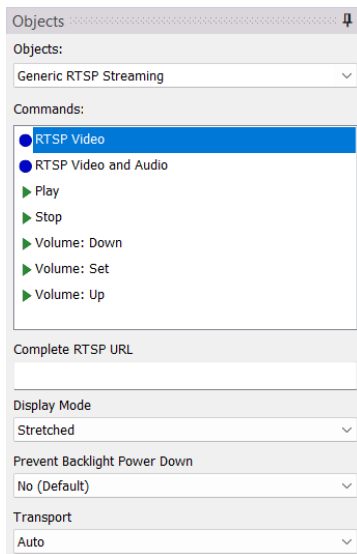 Objects
Objects:
Generic RTSP Streaming
Commands:
RTSP Video
RTSP Video and Audio
Play
Stop
Volume: Down
Volume: Set
Volume: Up
Complete RTSP URL
Display Mode
Stretched
Prevent Backlight Power Down
No (Default)
Transport
Auto